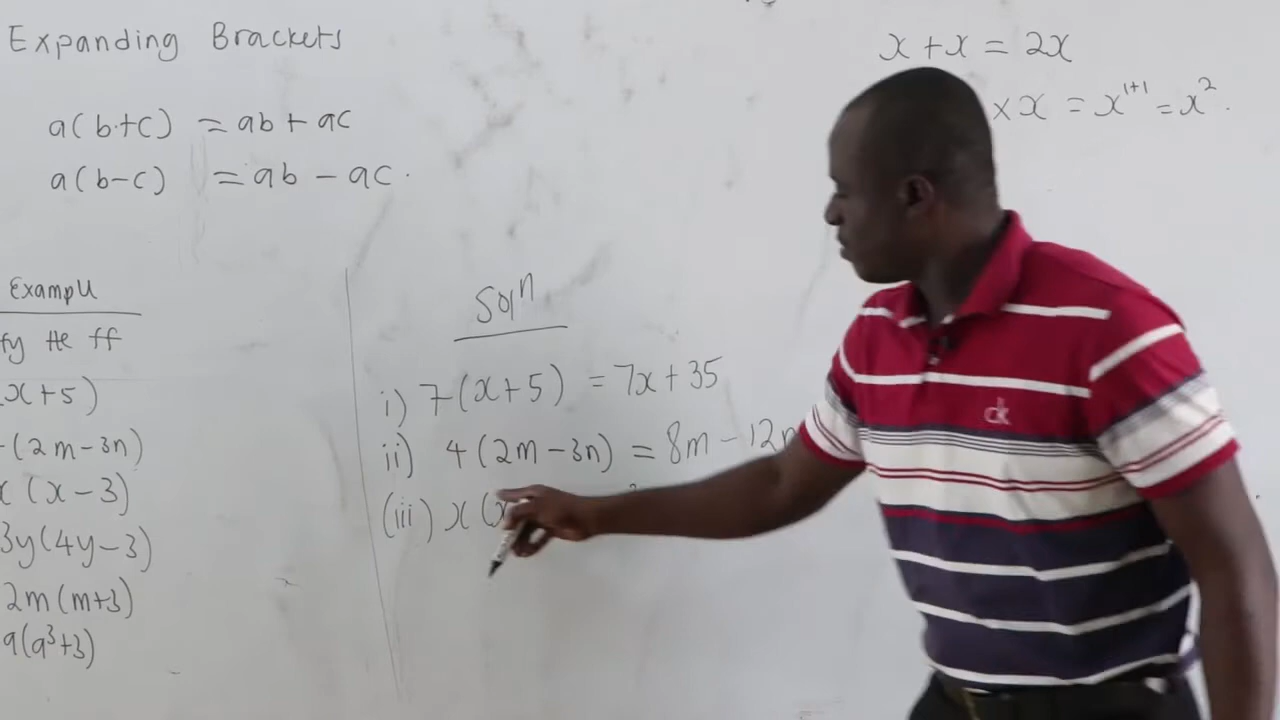 Expanding Brackets
a(b+c) = ab + ac
a(b-c) = ab - ac.
x + x = 2x
x x = x¹⁺¹ = x².
Example
fy the ff
x+5)
(2m-3n)
(x-3)
3y(4y-3)
2m(m+3)
a(a³+3)
Solⁿ
i) 7(x+5) = 7x + 35
ii) 4(2m-3n) = 8m - 12n
(iii) x(x
ck